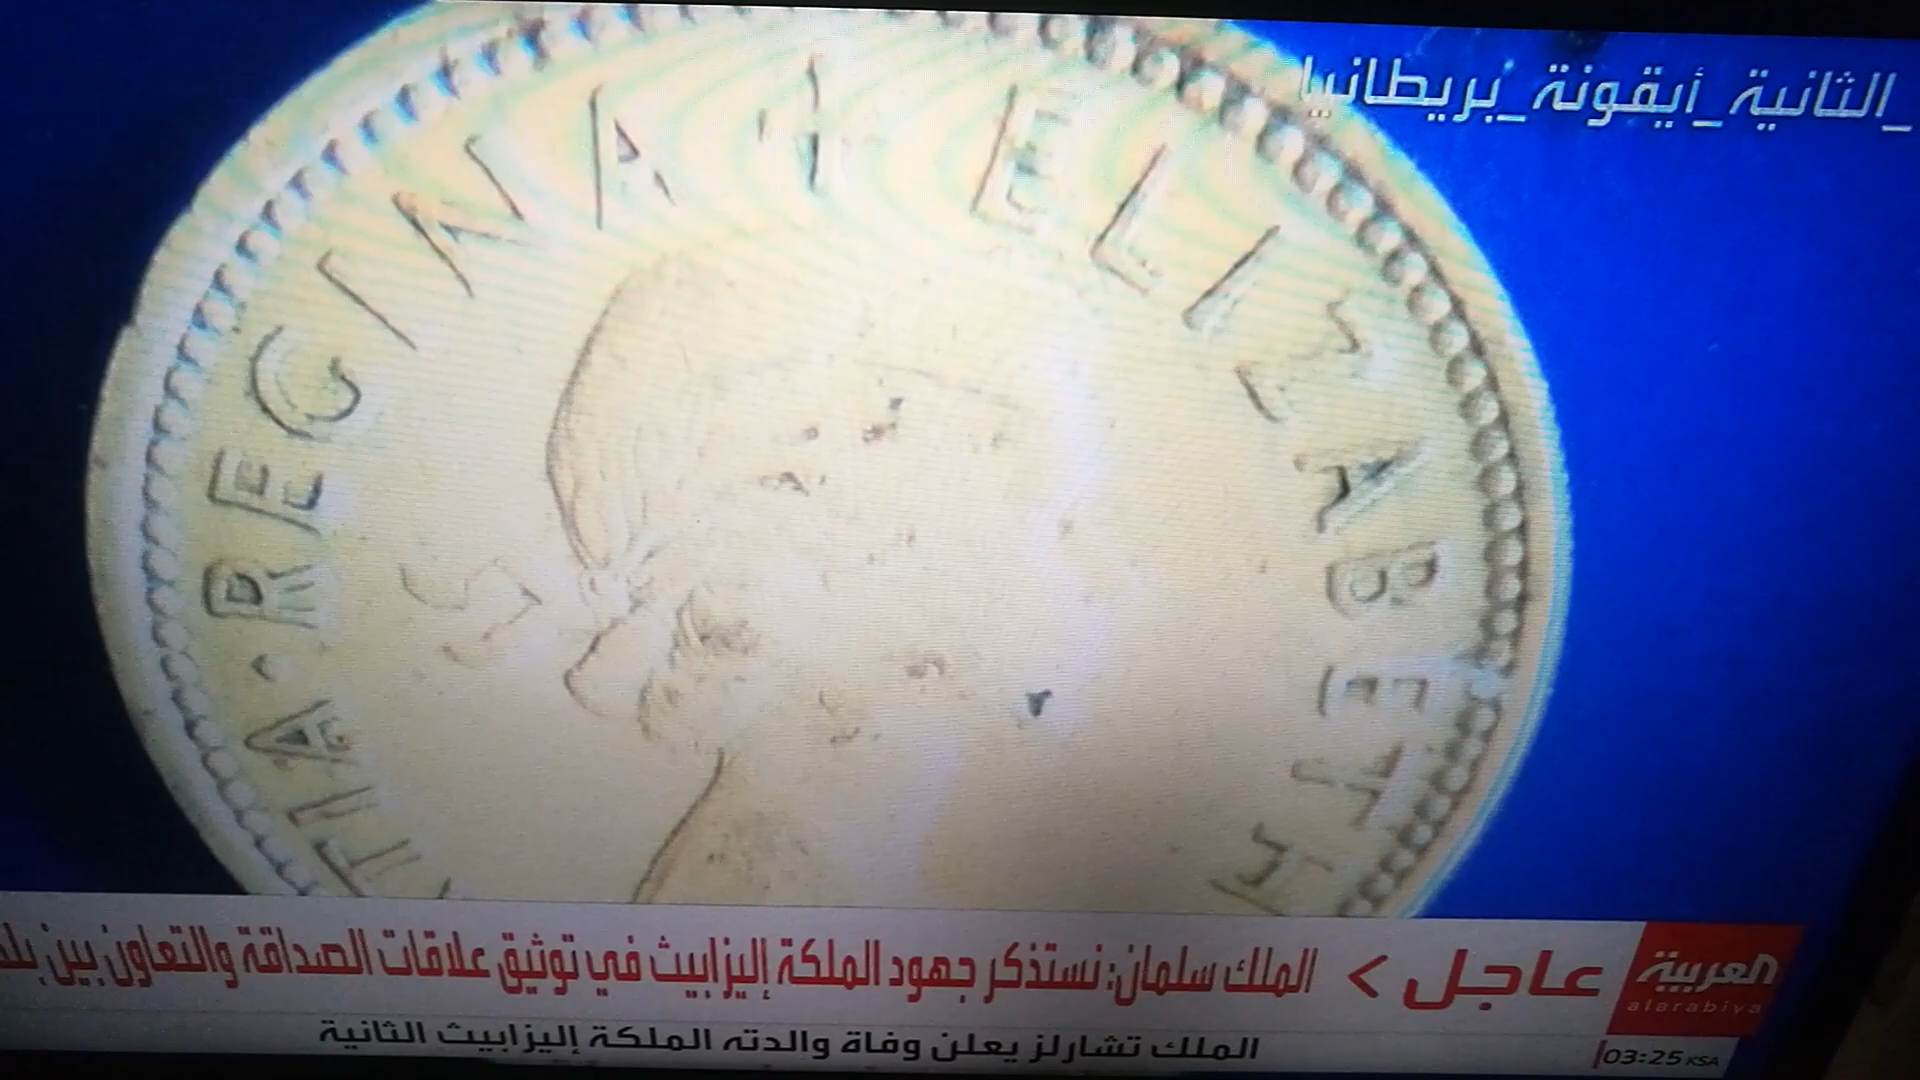 _الثانية_أيقونة_بريطانيا
REGINA + ELIZABET
العربية
alarabiya
عاجل > الملك سلمان: نستذكر جهود الملكة إليزابيث في توثيق علاقات الصداقة والتعاون بين
الملك تشارلز يعلن وفاة والدته الملكة إليزابيث الثانية
03:25 KSA